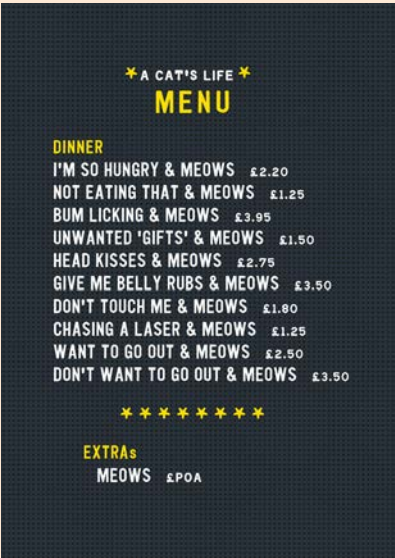 A CAT'S LIFE
MENU
DINNER
I'M SO HUNGRY & MEOWS £2.20
NOT EATING THAT & MEOWS £1.25
BUM LICKING & MEOWS £3.95
UNWANTED 'GIFTS' & MEOWS £1.50
HEAD KISSES & MEOWS £2.75
GIVE ME BELLY RUBS & MEOWS £3.50
DON'T TOUCH ME & MEOWS £1.80
CHASING A LASER & MEOWS £1.25
WANT TO GO OUT & MEOWS £2.50
DON'T WANT TO GO OUT & MEOWS £3.50
EXTRAs
MEOWS £POA